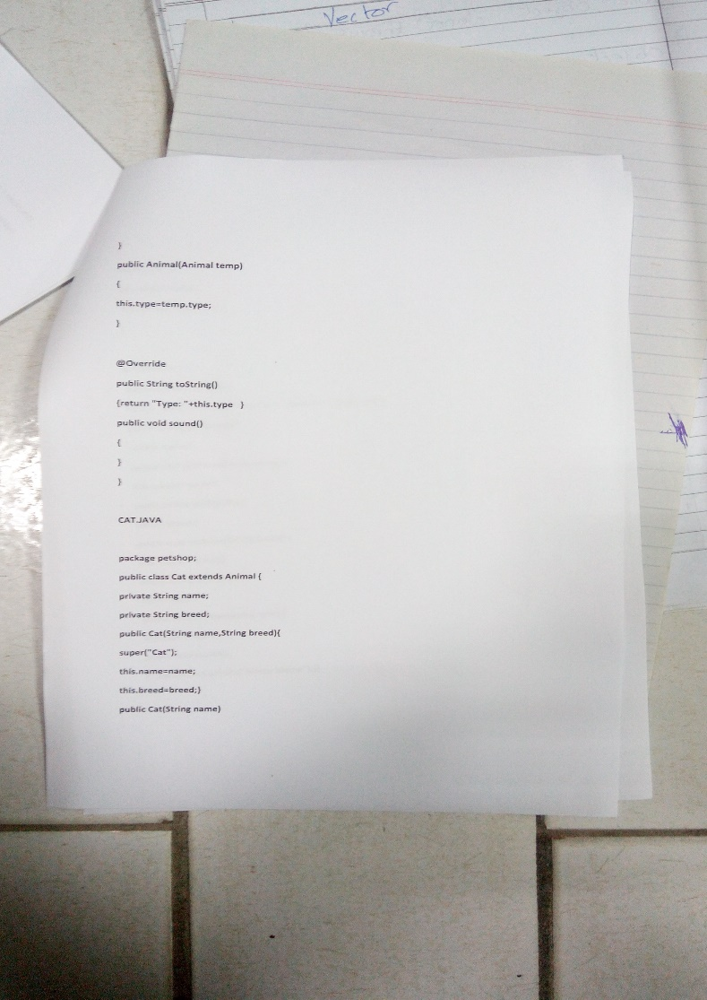 Vector
}
public Animal(Animal temp)
{
this.type=temp.type;
}
@Override
public String toString()
{return "Type: "+this.type  }
public void sound()
{
}
}
CAT.JAVA
package petshop;
public class Cat extends Animal {
private String name;
private String breed;
public Cat(String name,String breed){
super("Cat");
this.name=name;
this.breed=breed;}
public Cat(String name)